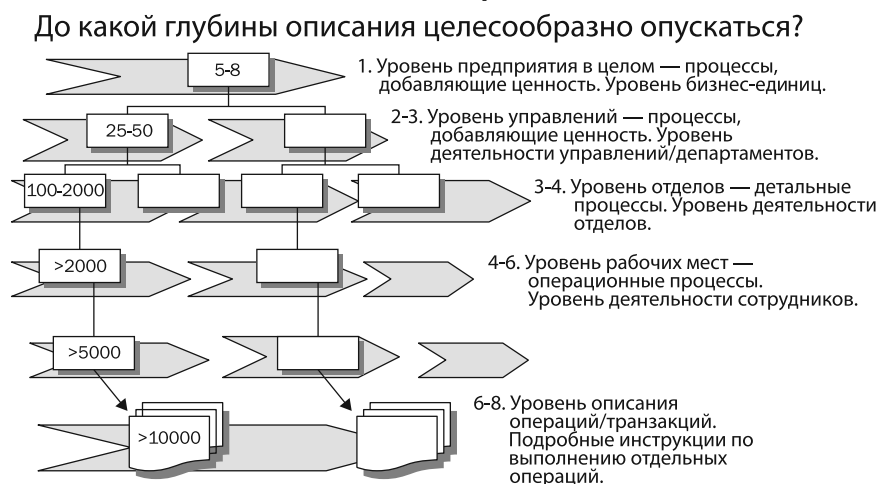 До какой глубины описания целесообразно опускаться?
5-8
1. Уровень предприятия в целом — процессы,
добавляющие ценность. Уровень бизнес-единиц.
25-50
2-3. Уровень управлений — процессы,
добавляющие ценность. Уровень
деятельности управлений/департаментов.
100-2000
3-4. Уровень отделов — детальные
процессы. Уровень деятельности
отделов.
>2000
4-6. Уровень рабочих мест —
операционные процессы.
Уровень деятельности сотрудников.
>5000
>10000
6-8. Уровень описания
операций/транзакций.
Подробные инструкции по
выполнению отдельных
операций.